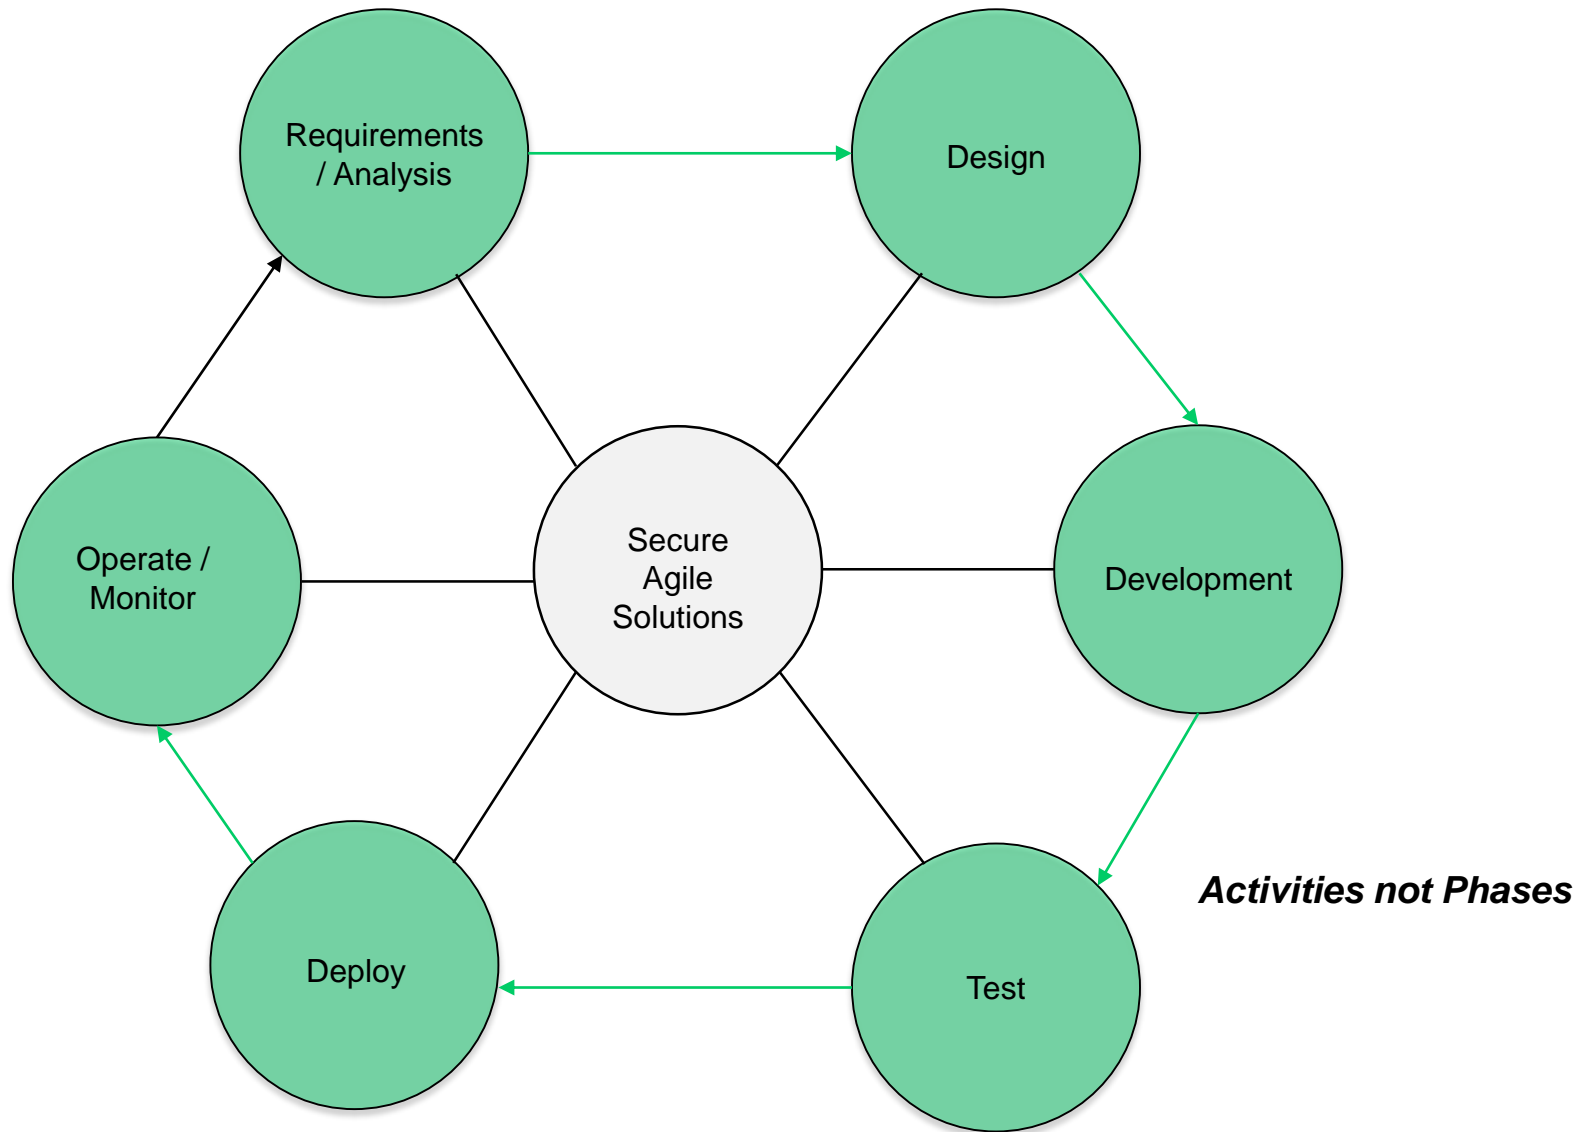 Requirements
/ Analysis
Design
Operate /
Monitor
Secure
Agile
Solutions
Development
Activities not Phases
Deploy
Test